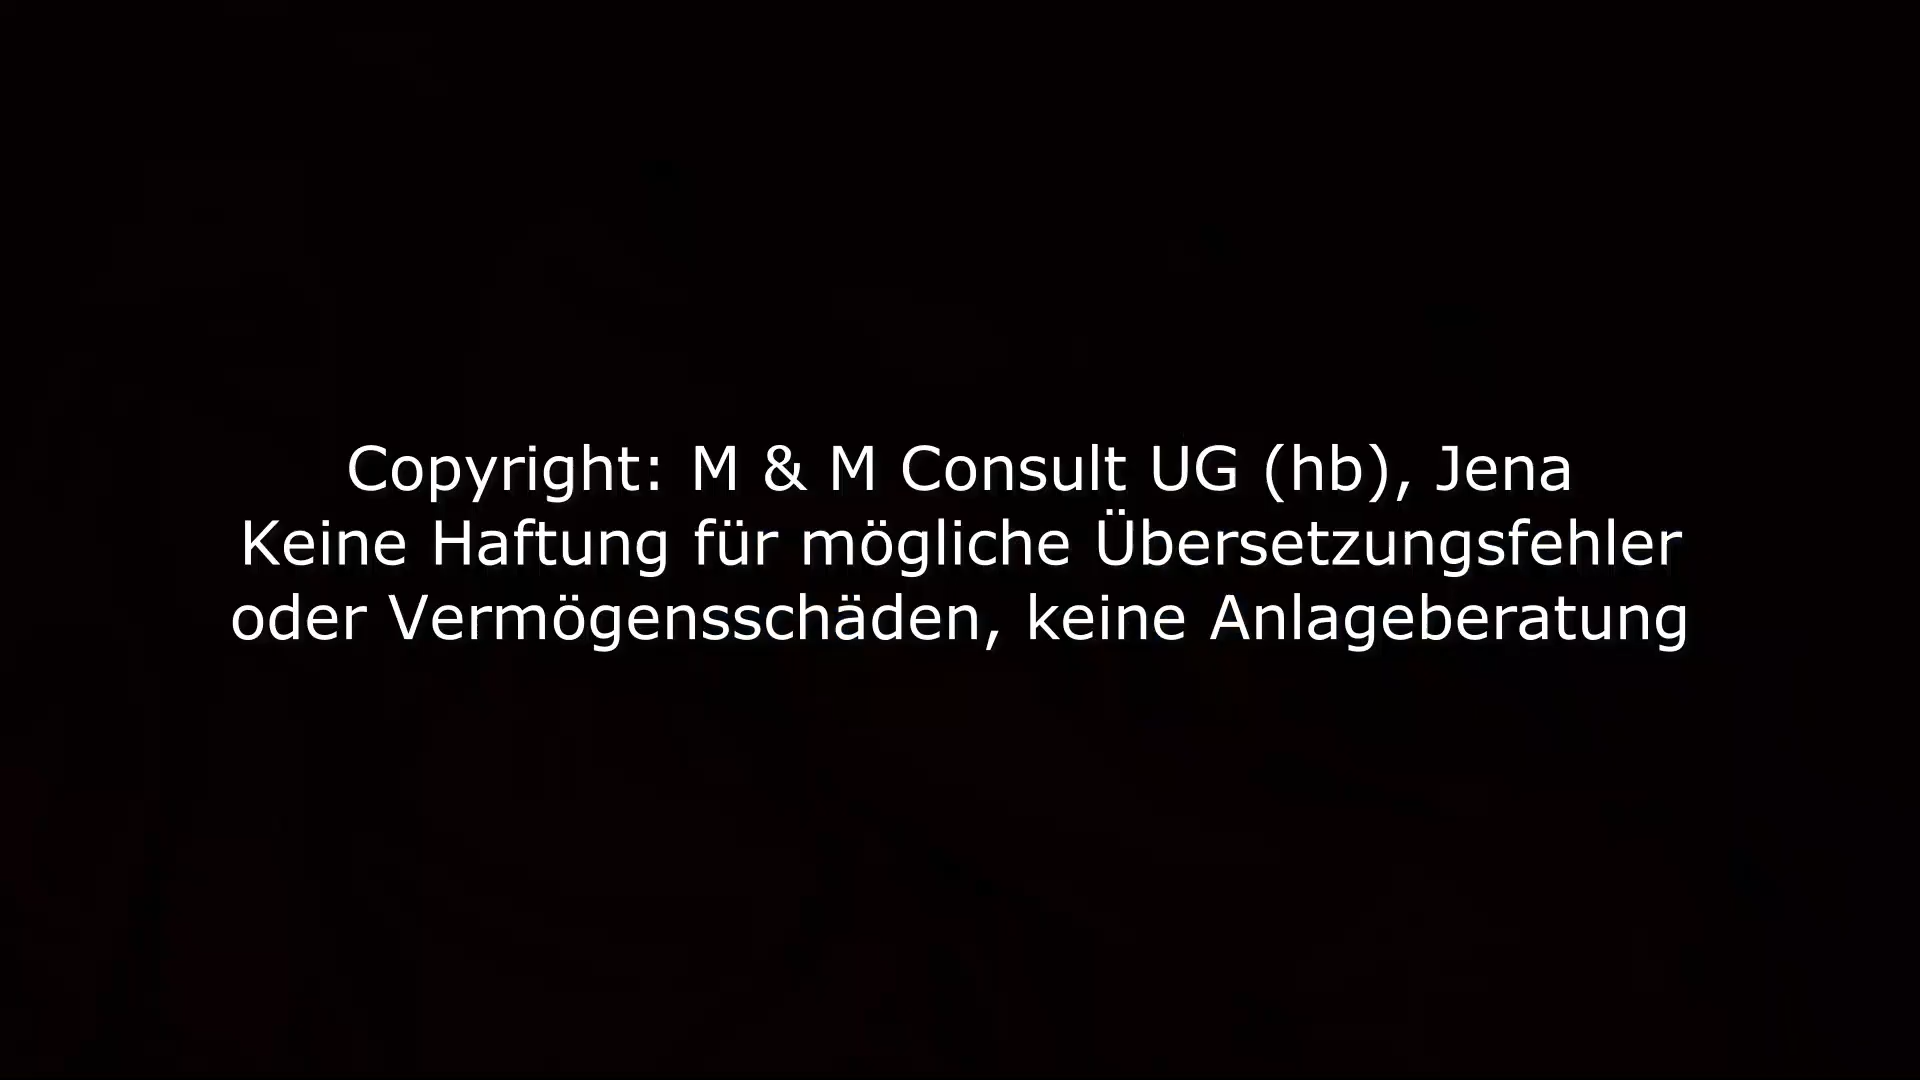 Copyright: M & M Consult UG (hb), Jena
Keine Haftung für mögliche Übersetzungsfehler
oder Vermögensschäden, keine Anlageberatung